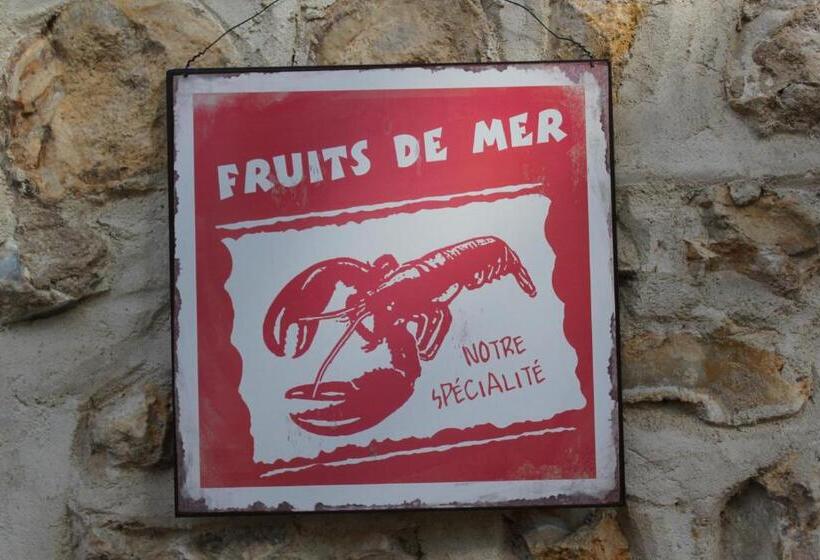 FRUITS DE MER
NOTRE
SPÉCIALITÉ